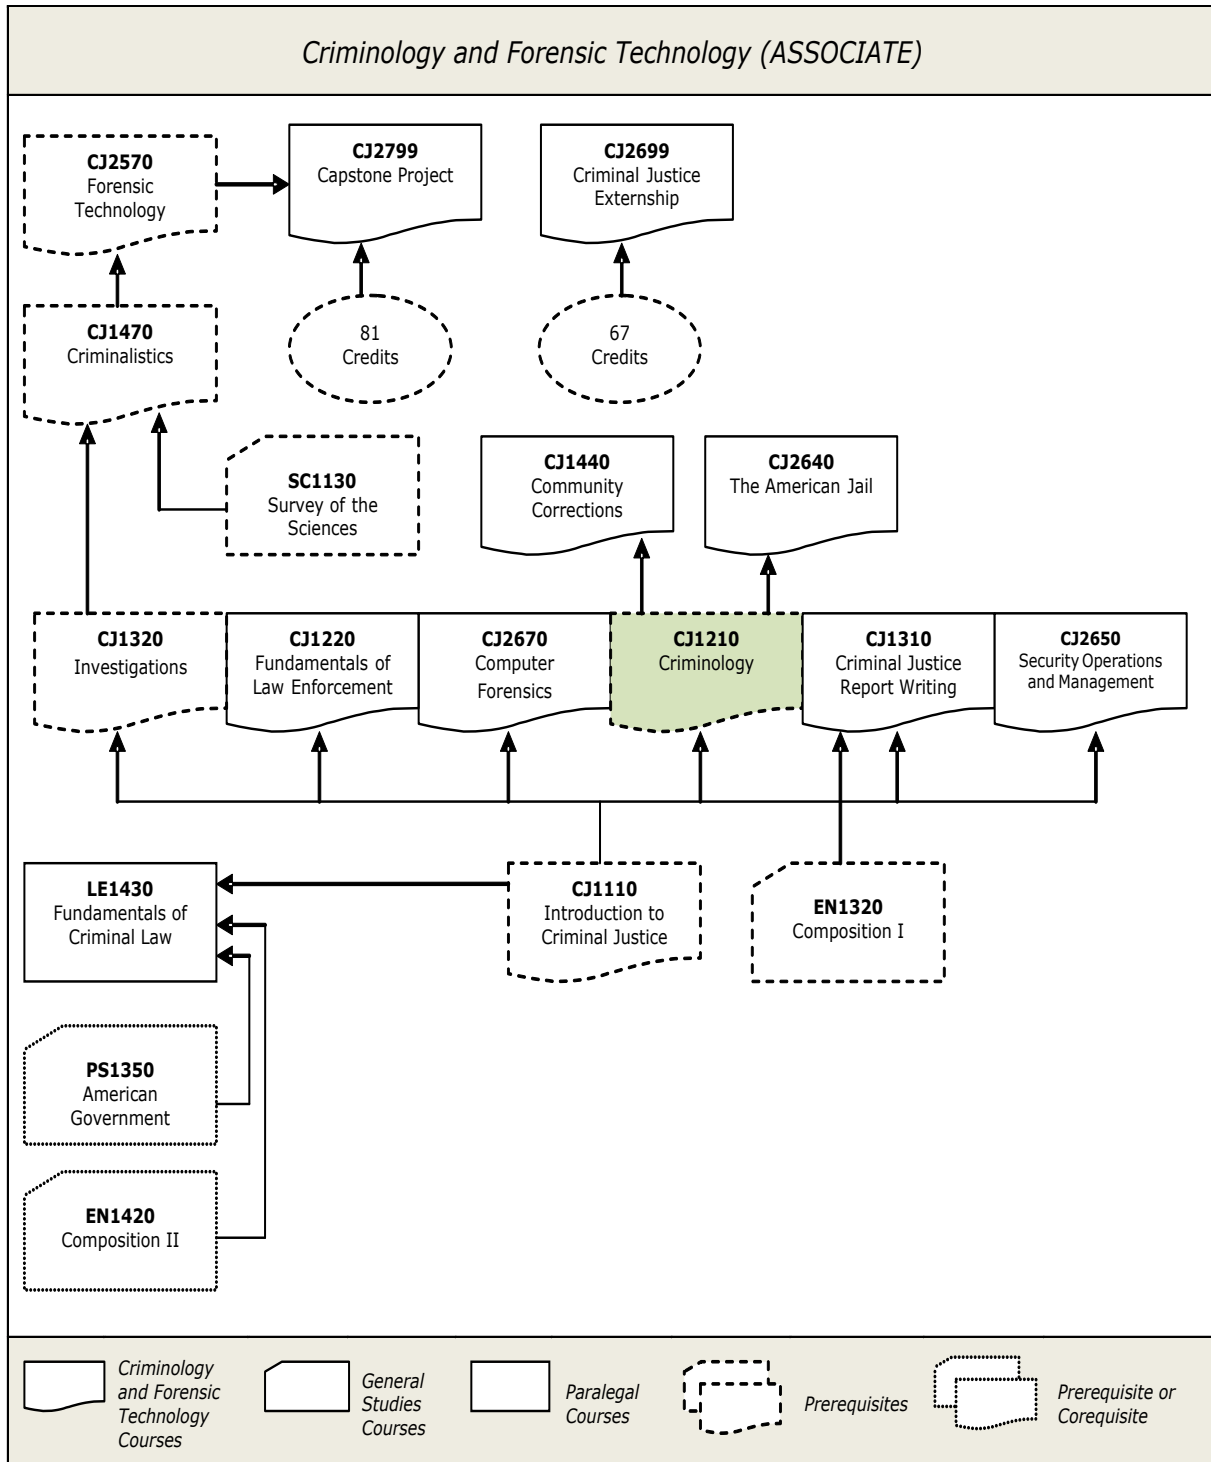 Criminology and Forensic Technology (ASSOCIATE)
CJ2570
Forensic
Technology
CJ2799
Capstone Project
CJ2699
Criminal Justice
Externship
CJ1470
Criminalistics
81
Credits
67
Credits
SC1130
Survey of the
Sciences
CJ1440
Community
Corrections
CJ2640
The American Jail
CJ1320
Investigations
CJ1220
Fundamentals of
Law Enforcement
CJ2670
Computer
Forensics
CJ1210
Criminology
CJ1310
Criminal Justice
Report Writing
CJ2650
Security Operations
and Management
LE1430
Fundamentals of
Criminal Law
CJ1110
Introduction to
Criminal Justice
EN1320
Composition I
PS1350
American
Government
EN1420
Composition II
Criminology
and Forensic
Technology
Courses
General
Studies
Courses
Paralegal
Courses
Prerequisites
Prerequisite or
Corequisite